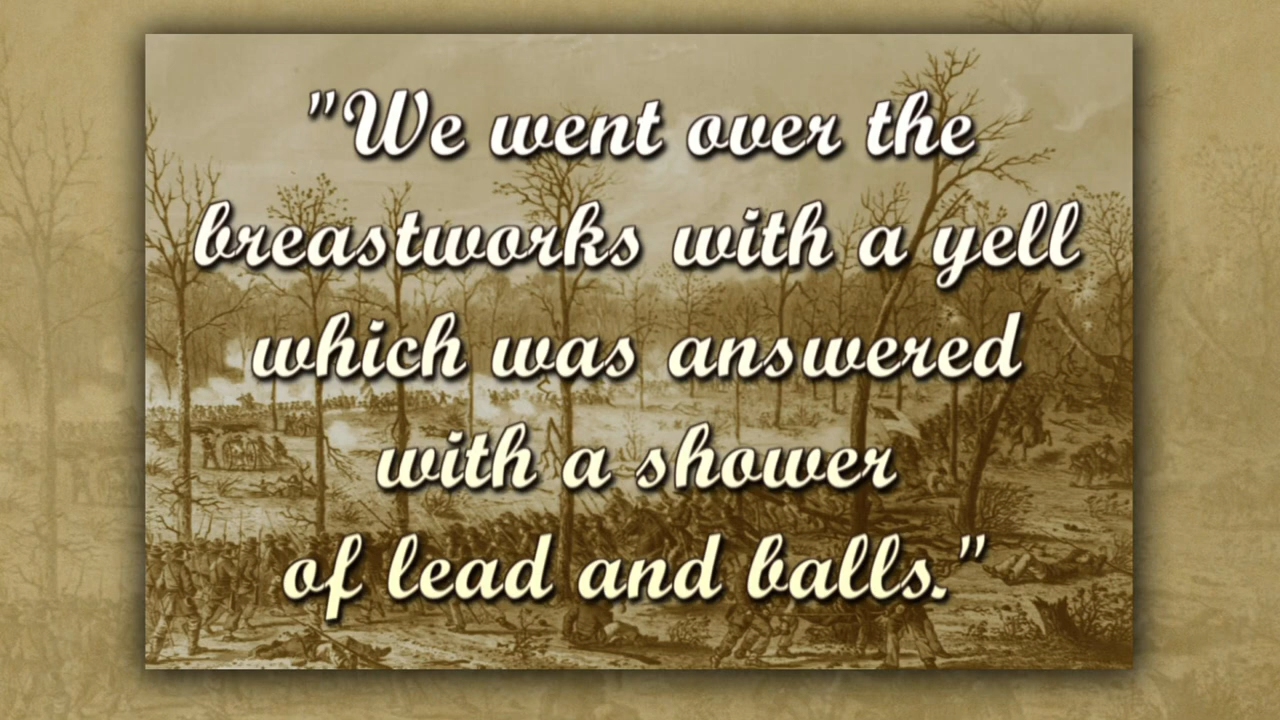 "We went over the
breastworks with a yell
which was answered
with a shower
of lead and balls."